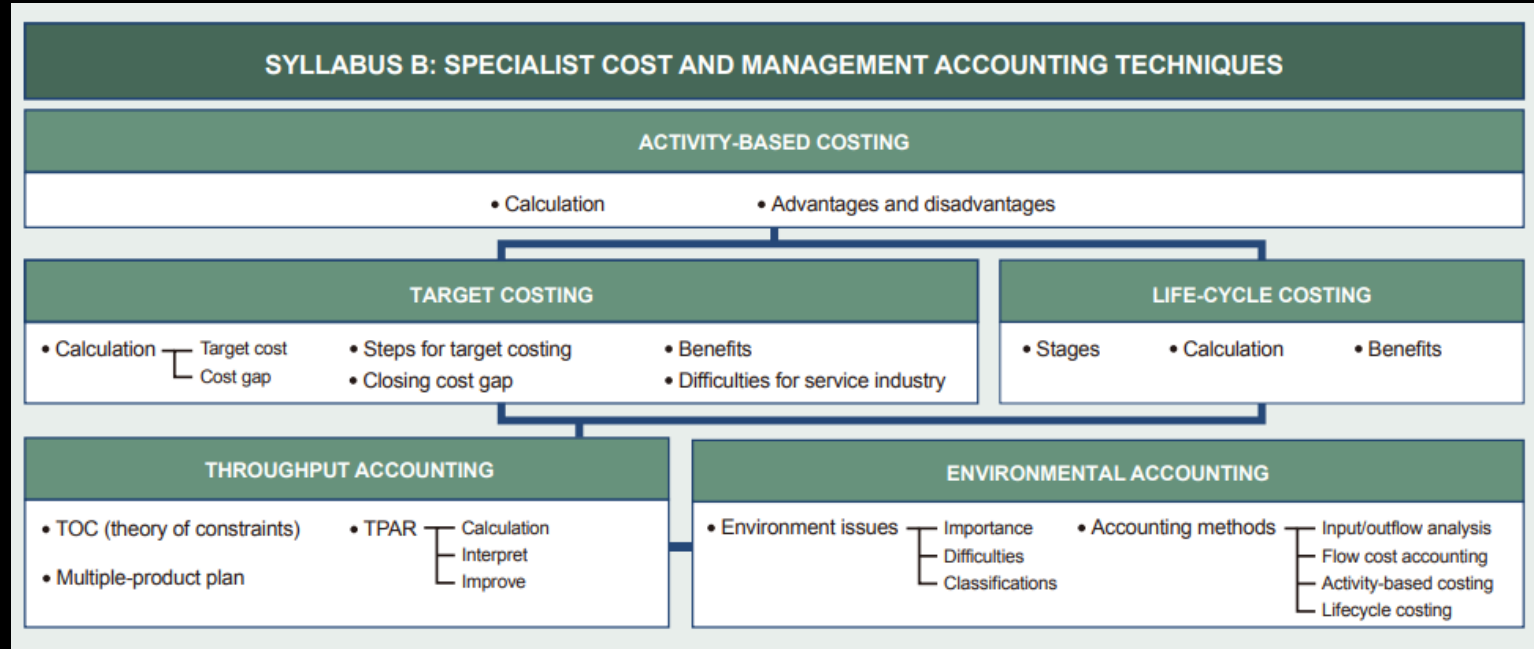 SYLLABUS B: SPECIALIST COST AND MANAGEMENT ACCOUNTING TECHNIQUES
ACTIVITY-BASED COSTING
• Calculation • Advantages and disadvantages
TARGET COSTING
• Calculation Target cost • Steps for target costing • Benefits
Cost gap • Closing cost gap • Difficulties for service industry
LIFE-CYCLE COSTING
• Stages • Calculation • Benefits
THROUGHPUT ACCOUNTING
• TOC (theory of constraints) • TPAR Calculation
Interpret
• Multiple-product plan Improve
ENVIRONMENTAL ACCOUNTING
• Environment issues Importance • Accounting methods Input/outflow analysis
Difficulties Flow cost accounting
Classifications Activity-based costing
Lifecycle costing